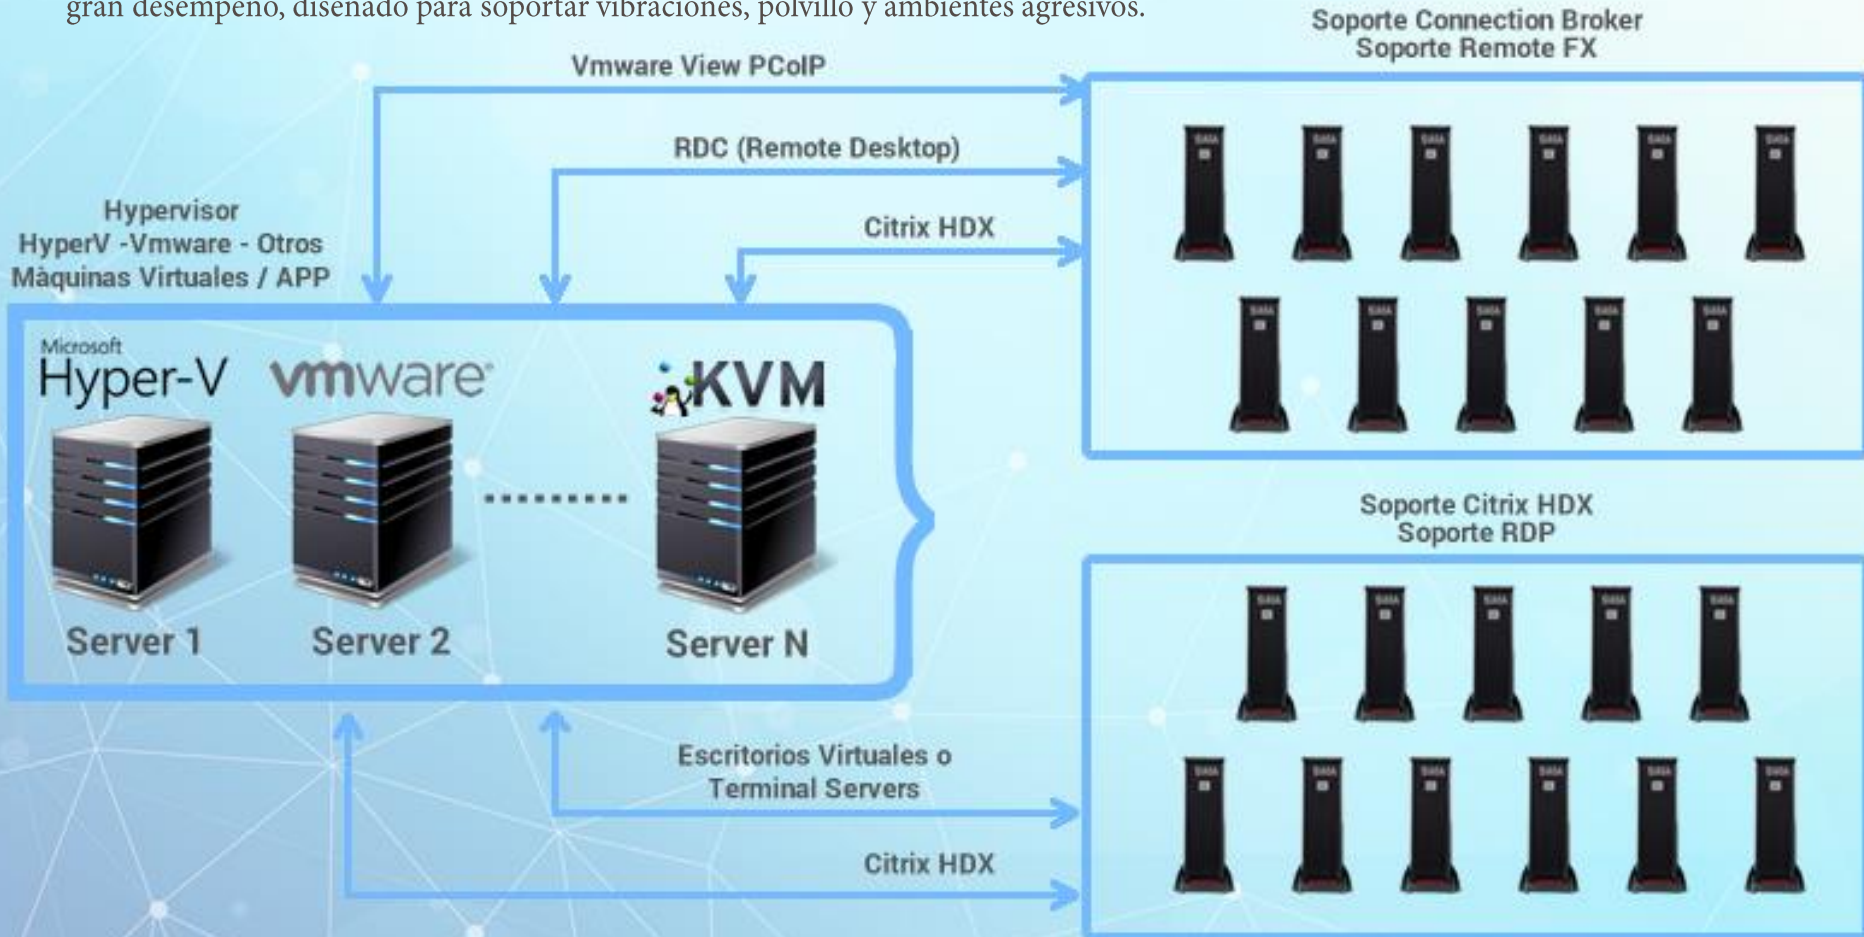 gran desempeño, diseñado para soportar vibraciones, polvillo y ambientes agresivos.
Soporte Connection Broker
Soporte Remote FX
Vmware View PCoIP
RDC (Remote Desktop)
Citrix HDX
Hypervisor
HyperV -Vmware - Otros
Màquinas Virtuales / APP
Microsoft
Hyper-V
vmware®
KVM
Server 1
Server 2
Server N
Soporte Citrix HDX
Soporte RDP
Escritorios Virtuales o
Terminal Servers
Citrix HDX